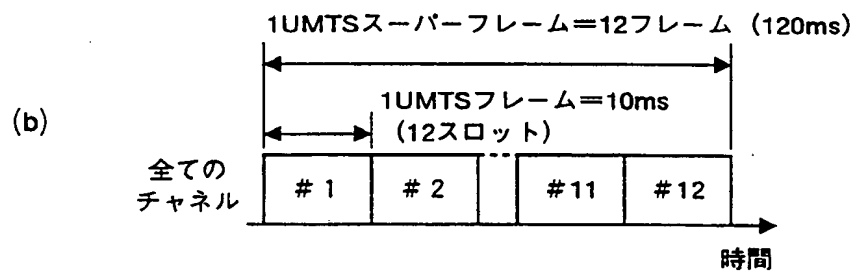 1UMTSスーパーフレーム＝12フレーム (120ms)
(b)
1UMTSフレーム＝10ms
(12スロット)
全ての
チャネル
#1 #2 #11 #12
時間